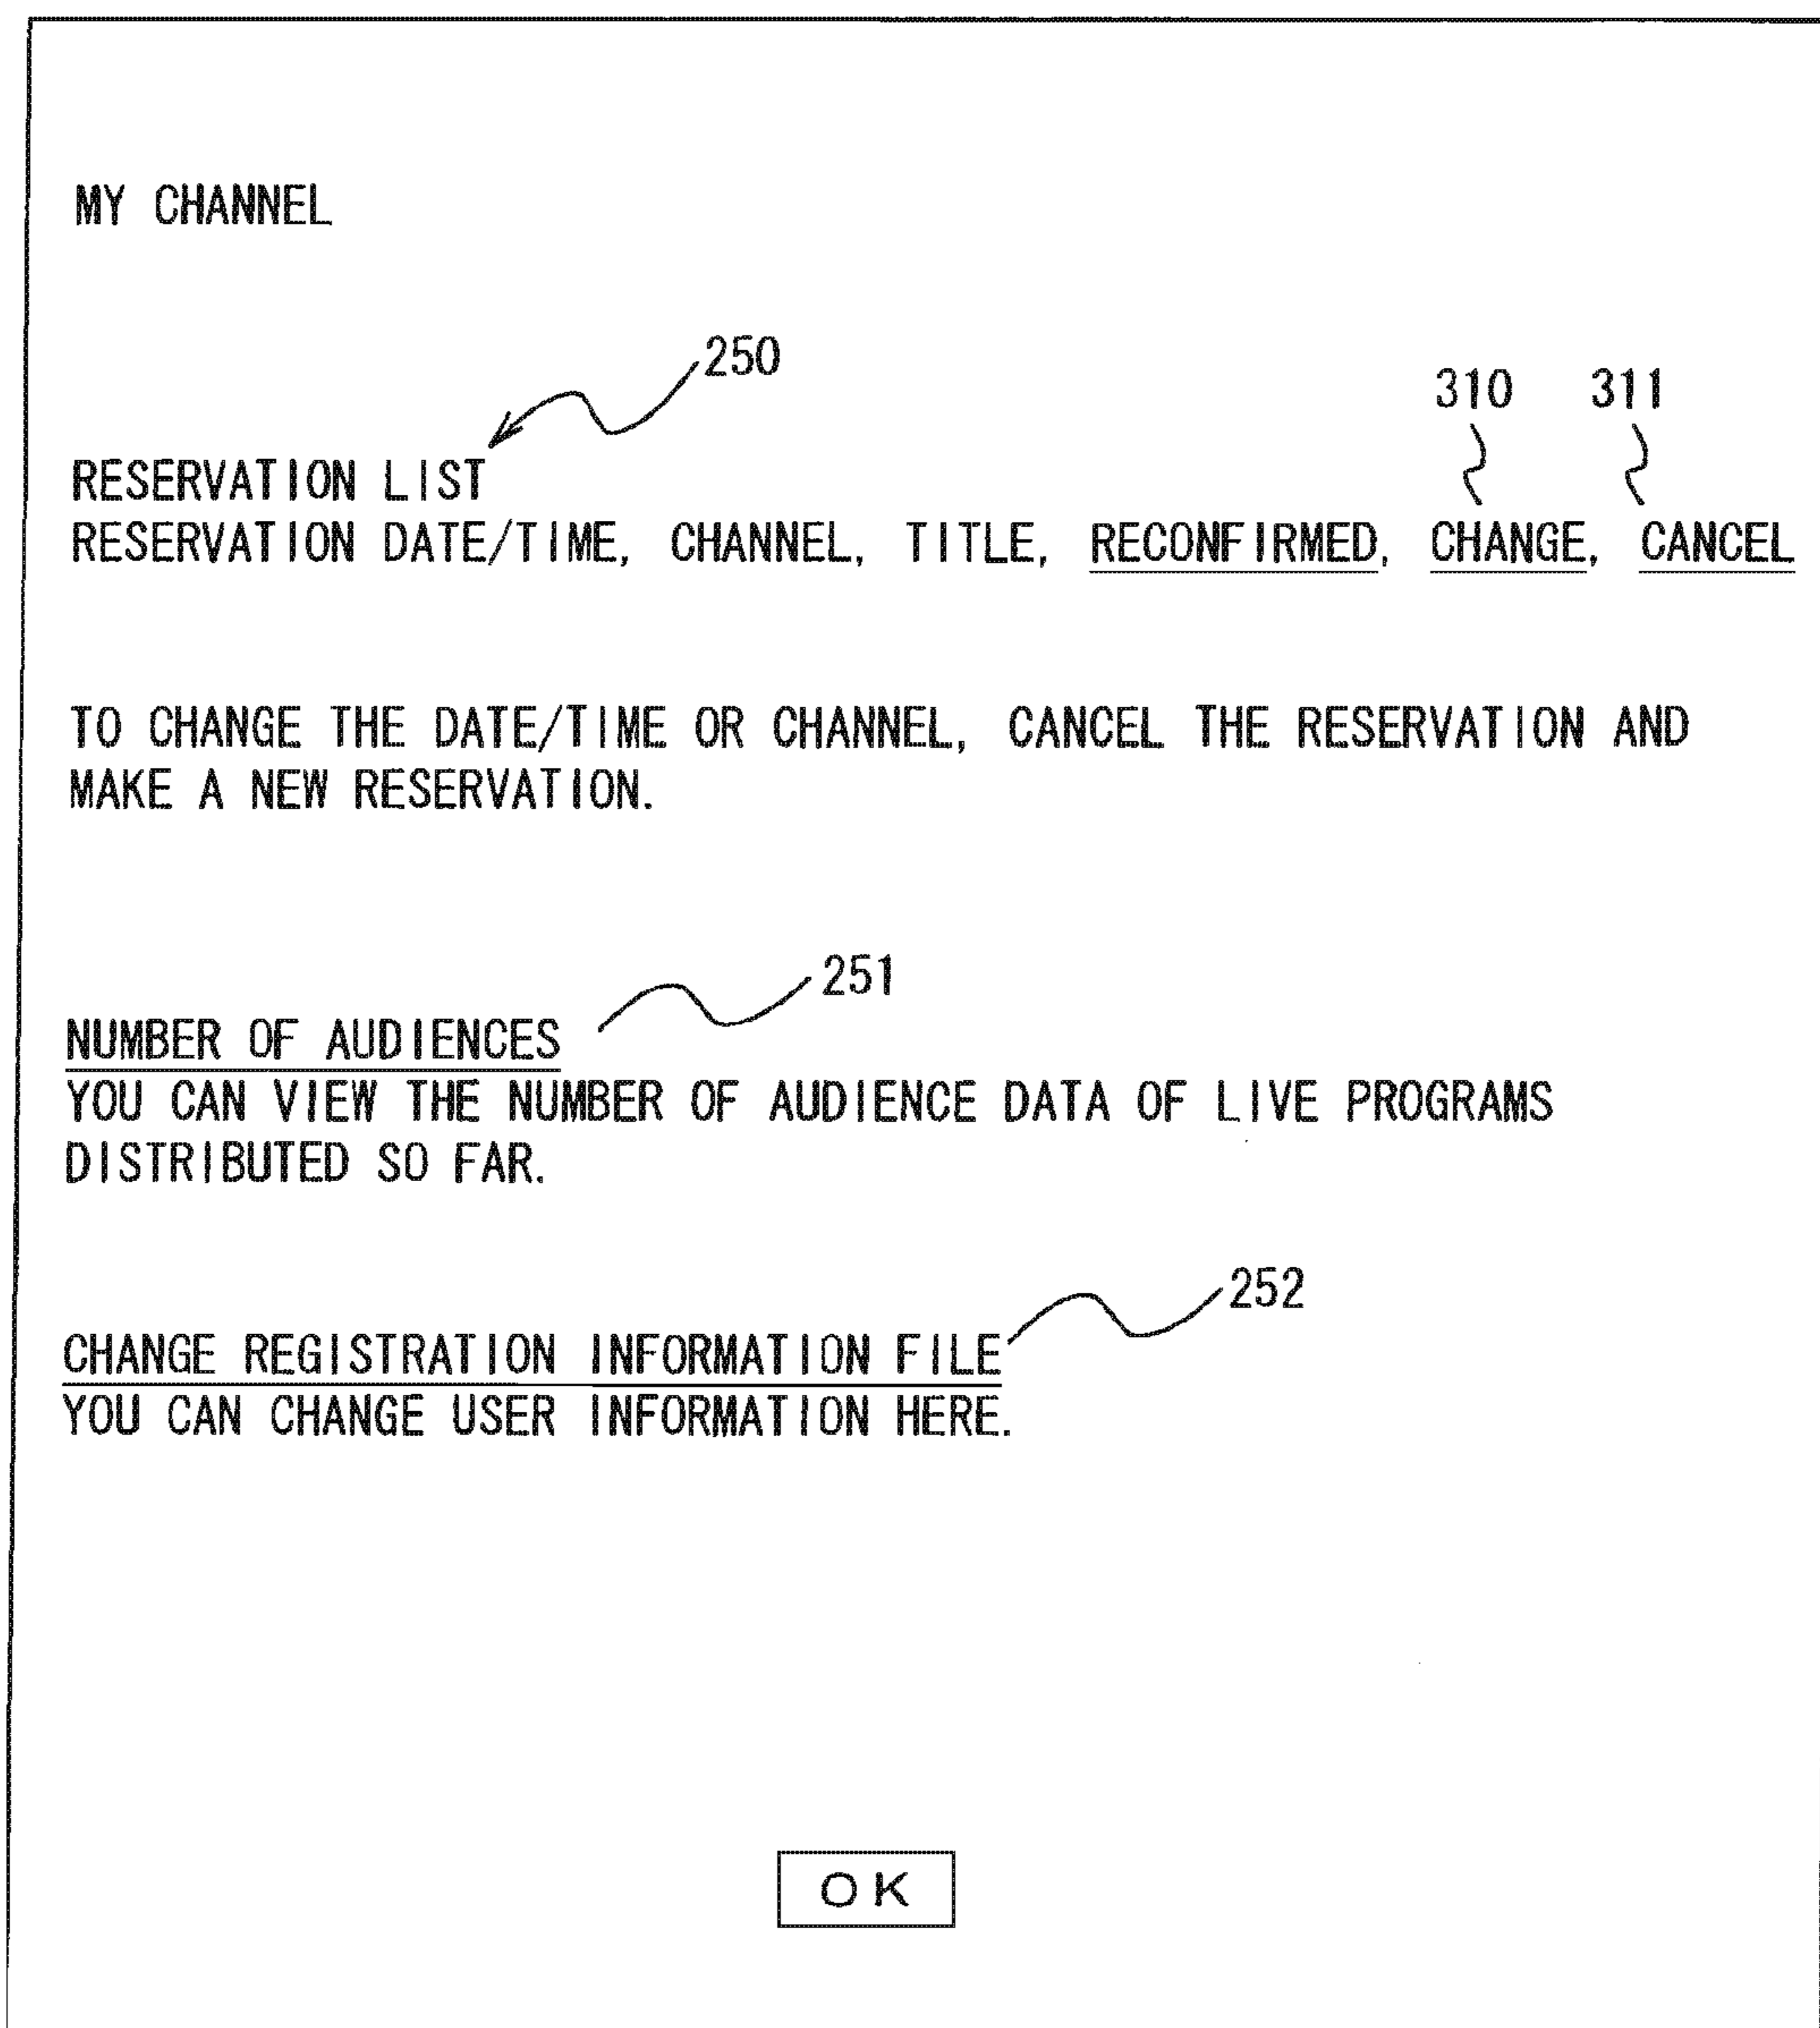 MY CHANNEL
250
310 311
RESERVATION LIST
RESERVATION DATE/TIME, CHANNEL, TITLE, RECONFIRMED, CHANGE, CANCEL
TO CHANGE THE DATE/TIME OR CHANNEL, CANCEL THE RESERVATION AND
MAKE A NEW RESERVATION.
251
NUMBER OF AUDIENCES
YOU CAN VIEW THE NUMBER OF AUDIENCE DATA OF LIVE PROGRAMS
DISTRIBUTED SO FAR.
252
CHANGE REGISTRATION INFORMATION FILE
YOU CAN CHANGE USER INFORMATION HERE.
OK